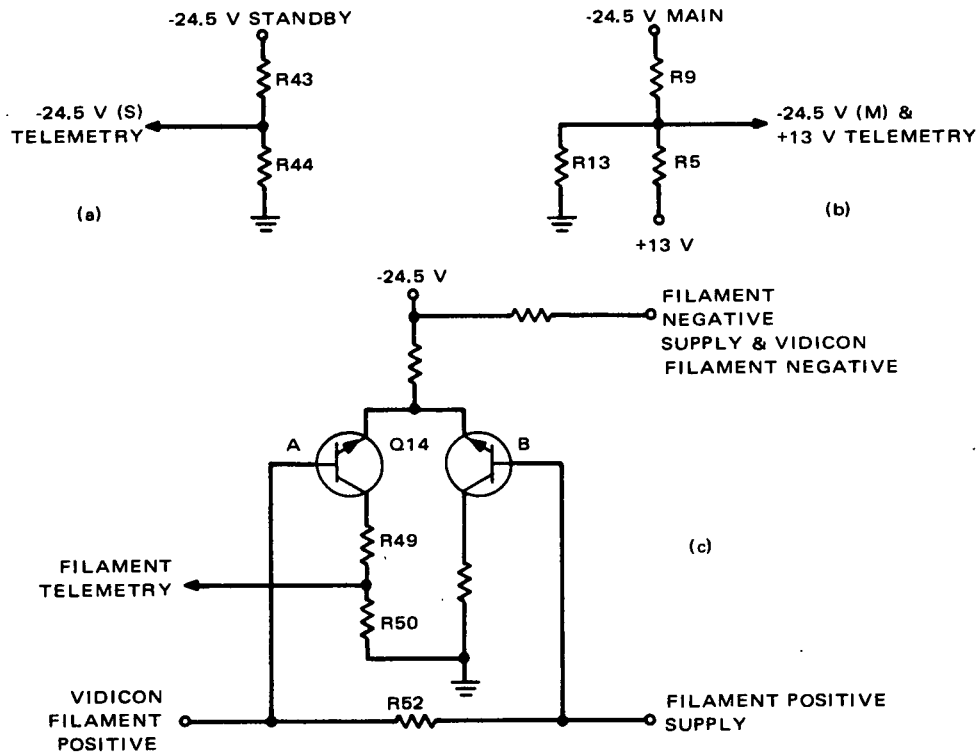 -24.5 V STANDBY
R43
-24.5 V (S)
TELEMETRY
R44
(a)
-24.5 V MAIN
R9
-24.5 V (M) &
+13 V TELEMETRY
R13
R5
(b)
+13 V
-24.5 V
FILAMENT
NEGATIVE
SUPPLY & VIDICON
FILAMENT NEGATIVE
A
Q14
B
R49
(c)
FILAMENT
TELEMETRY
R50
VIDICON
FILAMENT
POSITIVE
R52
FILAMENT POSITIVE
SUPPLY